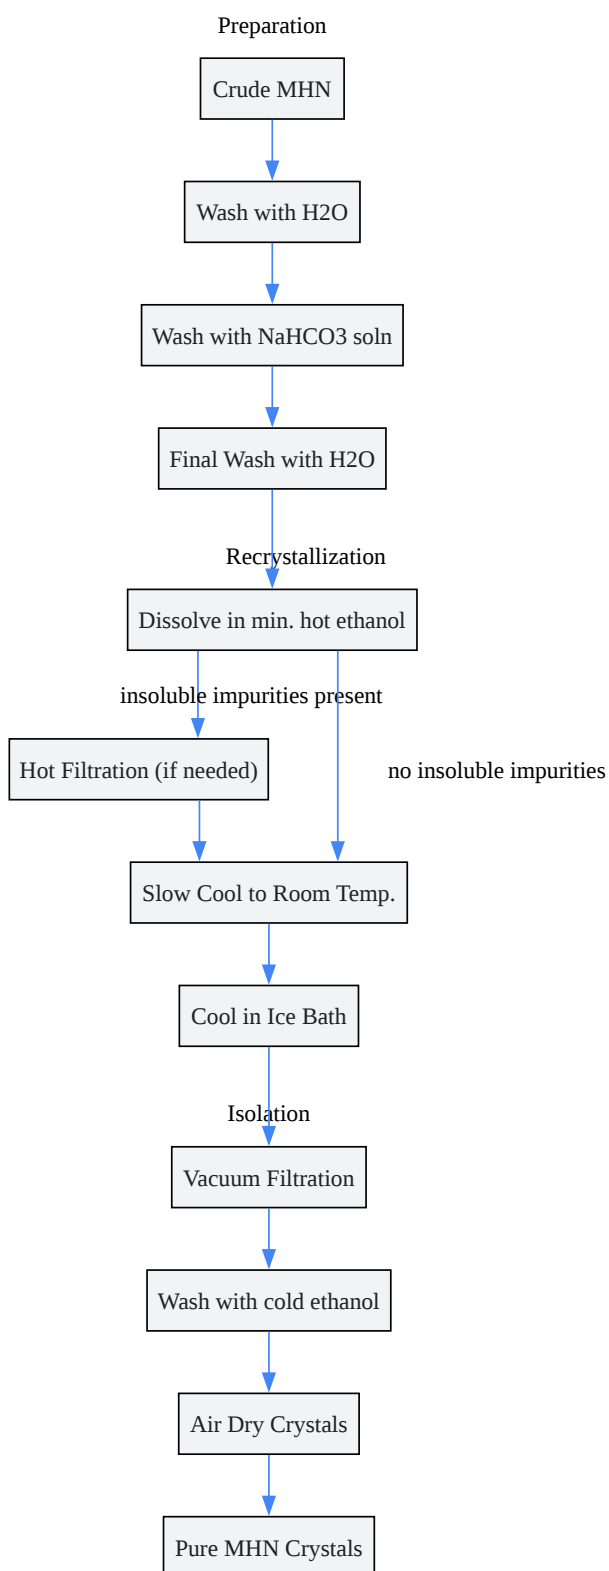 Preparation
Crude MHN
Wash with H2O
Wash with NaHCO3 soln
Final Wash with H2O
Recrystallization
Dissolve in min. hot ethanol
insoluble impurities present
Hot Filtration (if needed)
no insoluble impurities
Slow Cool to Room Temp.
Cool in Ice Bath
Isolation
Vacuum Filtration
Wash with cold ethanol
Air Dry Crystals
Pure MHN Crystals